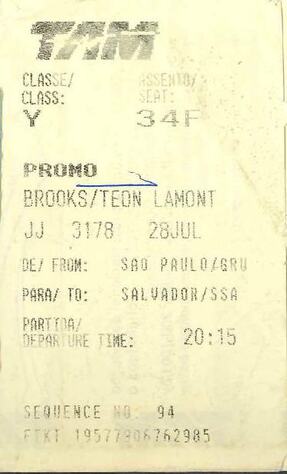 TAM
CLASSE/ ASSENTO/
CLASS: SEAT:
Y 34F
PROMO
BROOKS/TEON LAMONT
JJ 3178 28JUL
DE/ FROM: SAO PAULO/GRU
PARA/ TO: SALVADOR/SSA
PARTIDA/
DEPARTURE TIME: 20:15
SEQUENCE NO: 94
ETKT 19577906762985